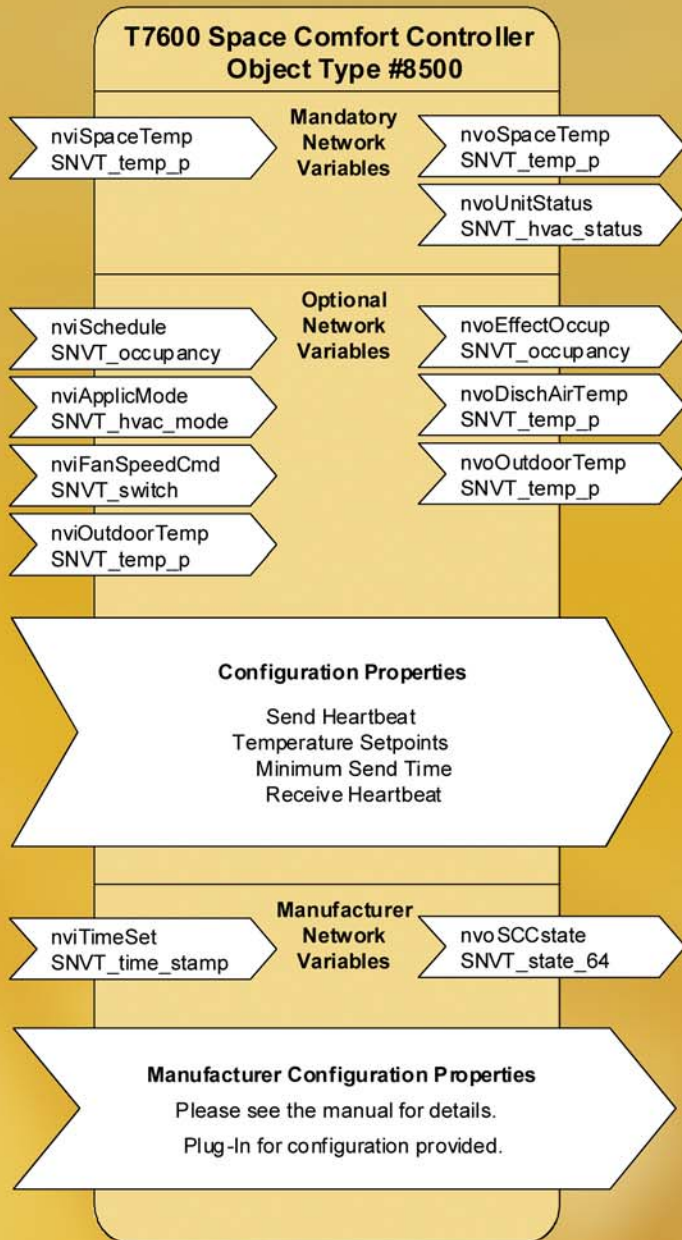 T7600 Space Comfort Controller
Object Type #8500
Mandatory
Network
Variables
nviSpaceTemp
SNVT_temp_p
nvoSpaceTemp
SNVT_temp_p
nvoUnitStatus
SNVT_hvac_status
Optional
Network
Variables
nviSchedule
SNVT_occupancy
nviApplicMode
SNVT_hvac_mode
nviFanSpeedCmd
SNVT_switch
nviOutdoorTemp
SNVT_temp_p
nvoEffectOccup
SNVT_occupancy
nvoDischAirTemp
SNVT_temp_p
nvoOutdoorTemp
SNVT_temp_p
Configuration Properties
Send Heartbeat
Temperature Setpoints
Minimum Send Time
Receive Heartbeat
Manufacturer
Network
Variables
nviTimeSet
SNVT_time_stamp
nvoSCCstate
SNVT_state_64
Manufacturer Configuration Properties
Please see the manual for details.
Plug-In for configuration provided.